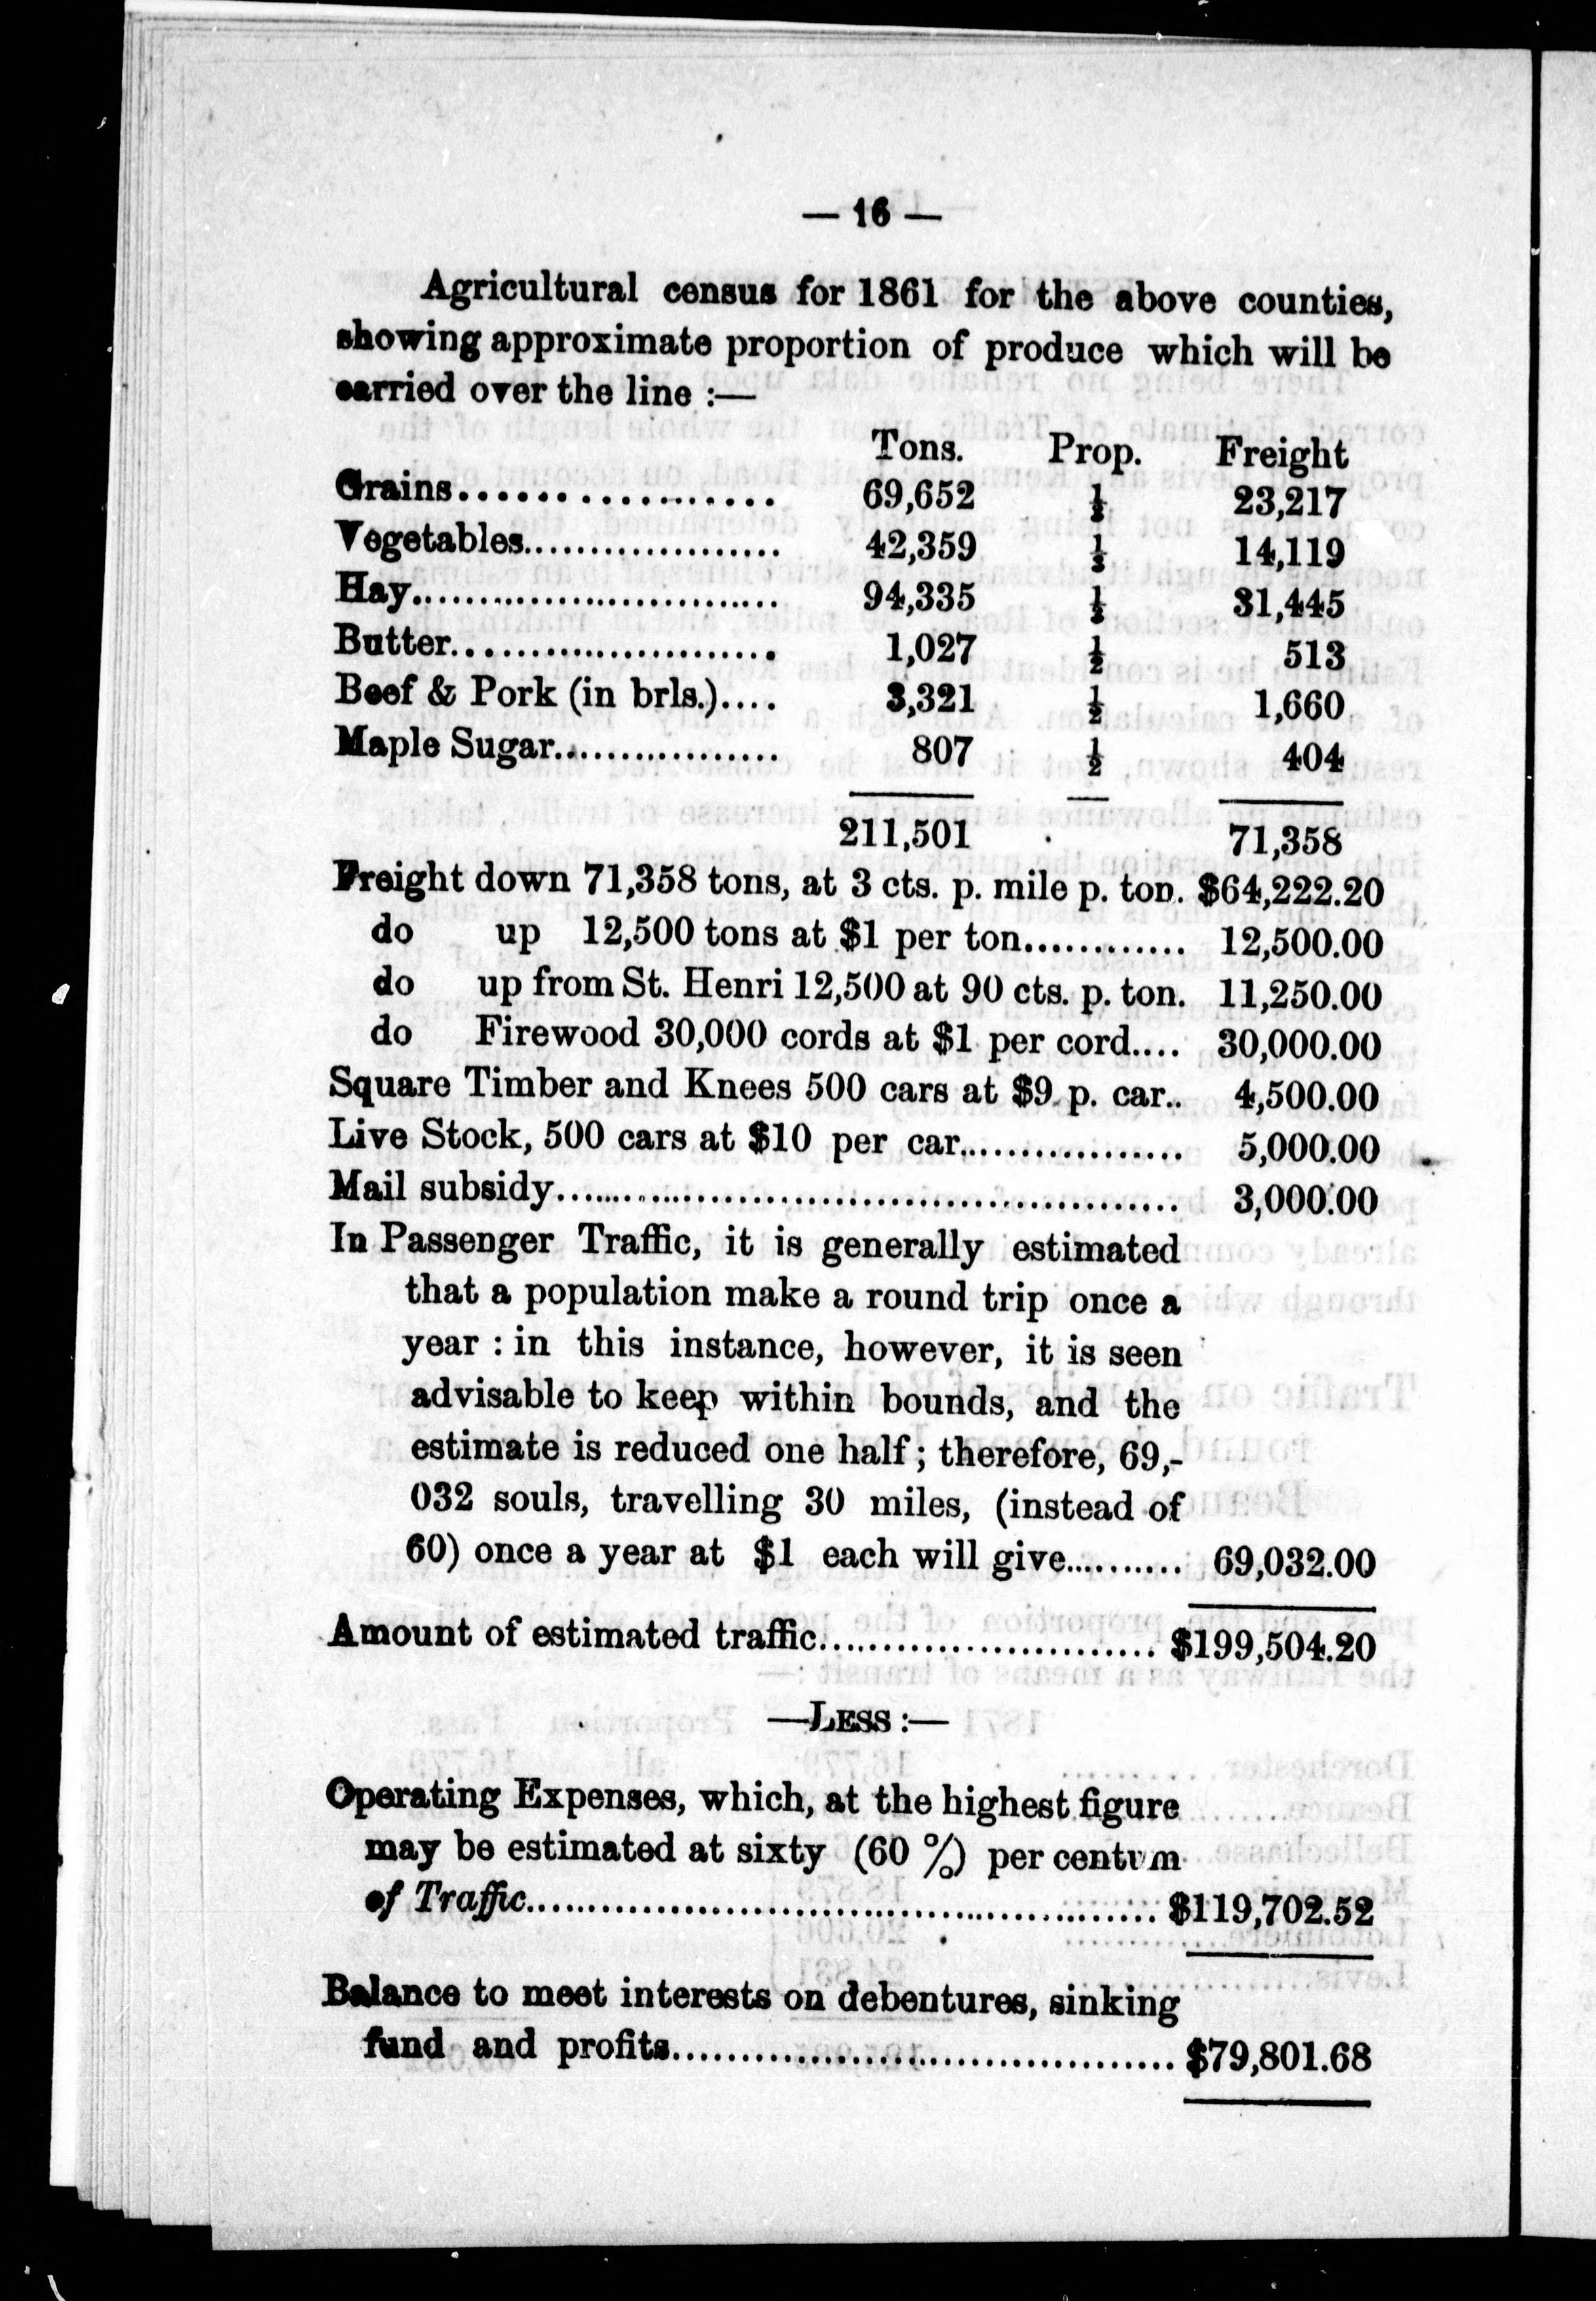 — 16 —
Agricultural census for 1861 for the above counties,
showing approximate proportion of produce which will be
carried over the line :—
Tons. Prop. Freight
Grains.................. 69,652 ⅓ 23,217
Vegetables.................... 42,359 ⅓ 14,119
Hay............................. 94,335 ⅓ 31,445
Butter......................... 1,027 ½ 513
Beef & Pork (in brls.).... 3,321 ½ 1,660
Maple Sugar................. 807 ½ 404
211,501 71,358
Freight down 71,358 tons, at 3 cts. p. mile p. ton. $64,222.20
do up 12,500 tons at $1 per ton............ 12,500.00
do up from St. Henri 12,500 at 90 cts. p. ton. 11,250.00
do Firewood 30,000 cords at $1 per cord.... 30,000.00
Square Timber and Knees 500 cars at $9 p. car.. 4,500.00
Live Stock, 500 cars at $10 per car................. 5,000.00
Mail subsidy.............................................. 3,000.00
In Passenger Traffic, it is generally estimated
that a population make a round trip once a
year : in this instance, however, it is seen
advisable to keep within bounds, and the
estimate is reduced one half ; therefore, 69,-
032 souls, travelling 30 miles, (instead of
60) once a year at $1 each will give.......... 69,032.00
Amount of estimated traffic.......................... $199,504.20
—LESS :—
Operating Expenses, which, at the highest figure
may be estimated at sixty (60 %) per centum
of Traffic................................................ $119,702.52
Balance to meet interests on debentures, sinking
fund and profits....................................... $79,801.68